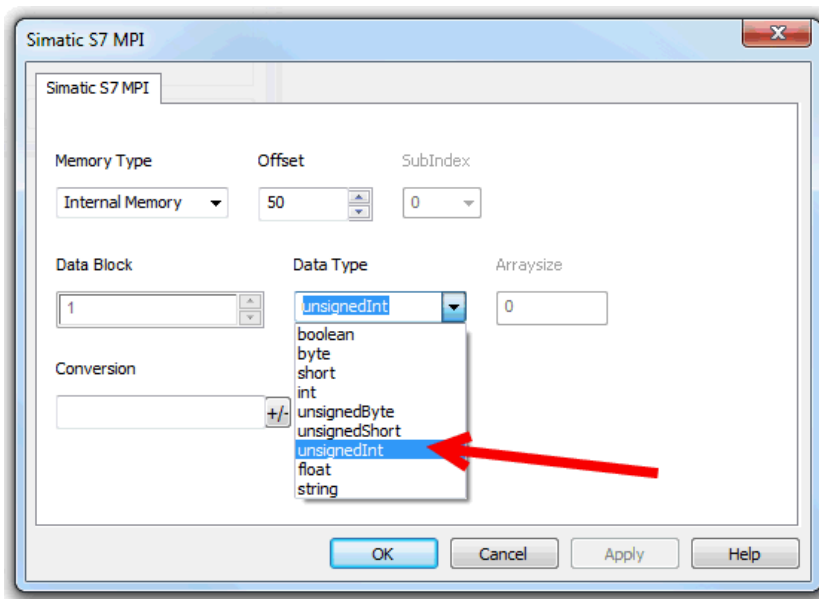 Simatic S7 MPI
Simatic S7 MPI
Memory Type Offset SubIndex
Internal Memory 50 0
Data Block Data Type Arraysize
1 unsignedInt 0
boolean
byte
short
int
unsignedByte
unsignedShort
unsignedInt
float
string
Conversion
+/-
OK Cancel Apply Help